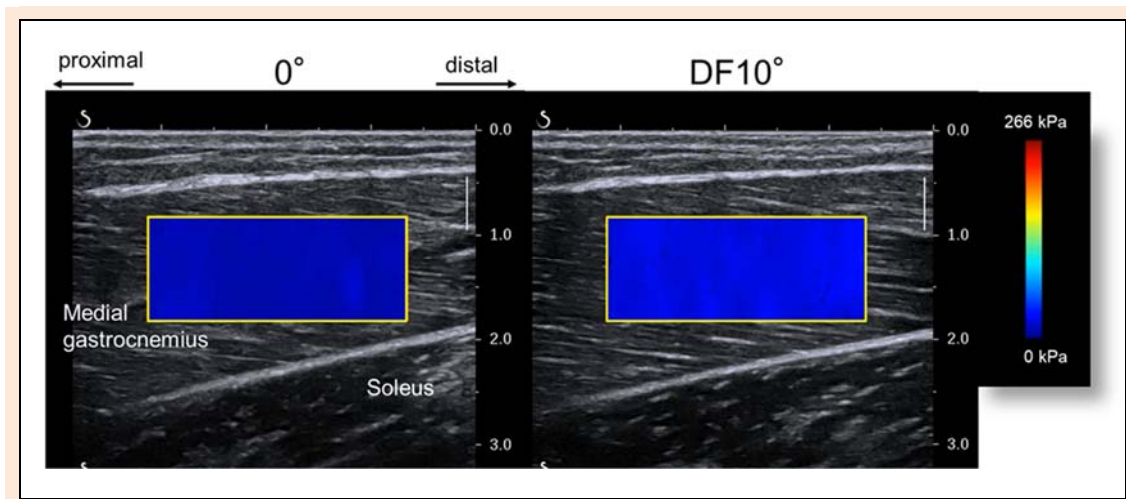 proximal
0°
distal
DF10°
0.0
1.0
2.0
3.0
Medial
gastrocnemius
Soleus
0.0
1.0
2.0
3.0
266 kPa
0 kPa